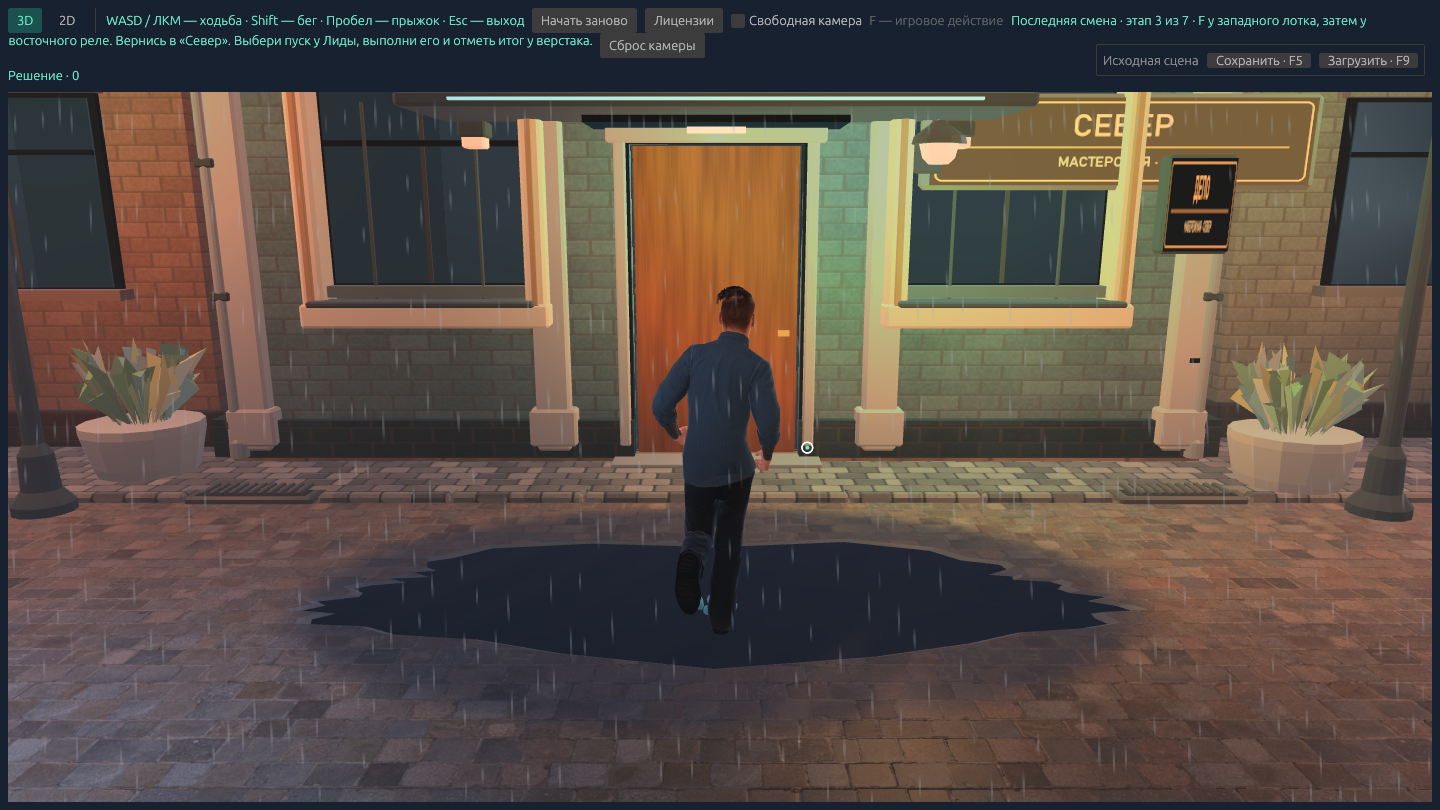 3D 2D WASD / ЛКМ — ходьба · Shift — бег · Пробел — прыжок · Esc — выход Начать заново Лицензии Свободная камера F — игровое действие Последняя смена · этап 3 из 7 · F у западного лотка, затем у
восточного реле. Вернись в «Север». Выбери пуск у Лиды, выполни его и отметь итог у верстака. Сброс камеры
Исходная сцена Сохранить · F5 Загрузить · F9
Решение · 0
СЕВЕР
ДЕПО